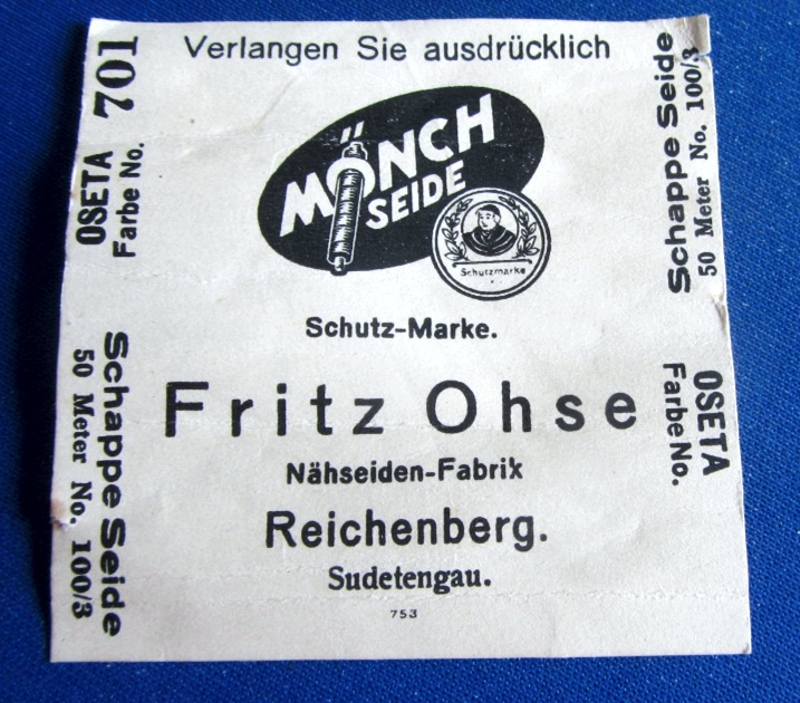 Verlangen Sie ausdrücklich
MÖNCH
SEIDE
Schutzmarke
Schutz-Marke.
Fritz Ohse
Nähseiden-Fabrik
Reichenberg.
Sudetengau.
753
OSETA 701
Farbe No.
Schappe Seide
50 Meter No. 100/3
Schappe Seide
50 Meter No. 100/3
OSETA
Farbe No.